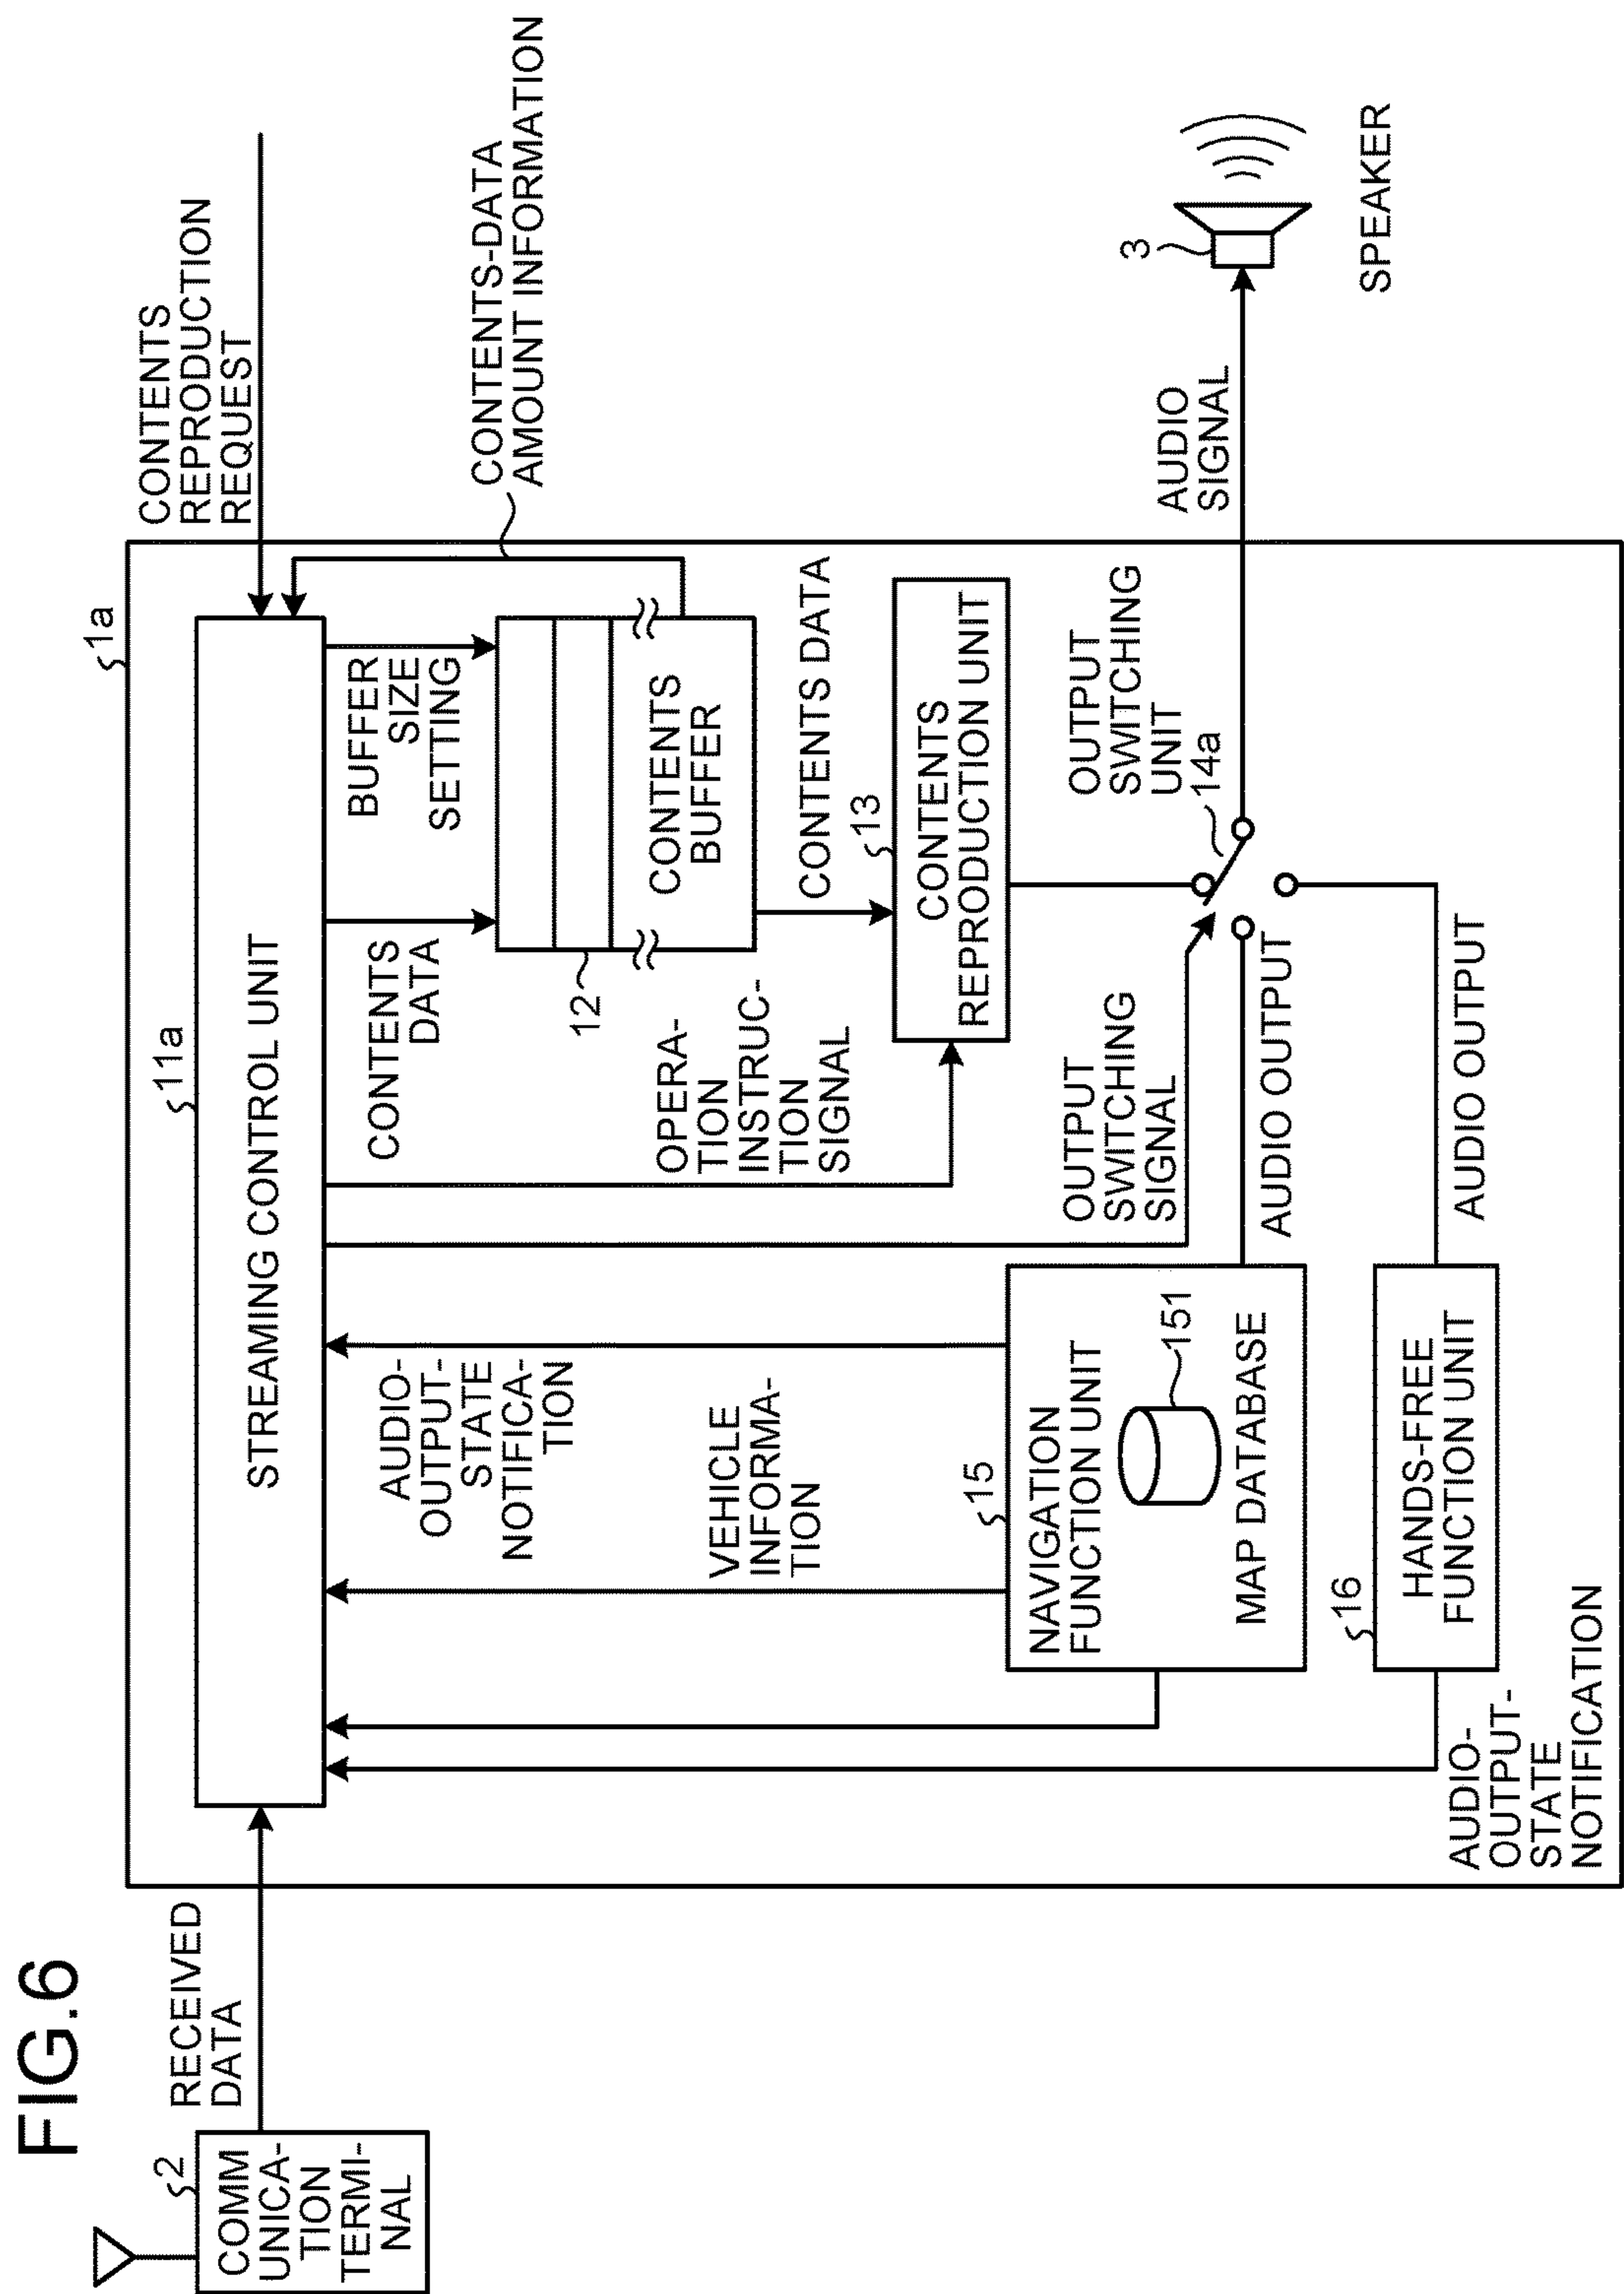 FIG.6
2
COMM
UNICA-
TION
TERMI-
NAL
RECEIVED
DATA
1a
11a
STREAMING CONTROL UNIT
CONTENTS
REPRODUCTION
REQUEST
CONTENTS-DATA
AMOUNT INFORMATION
AUDIO-
OUTPUT-
STATE
NOTIFICA-
TION
VEHICLE
INFORMA-
TION
CONTENTS
DATA
BUFFER
SIZE
SETTING
12
CONTENTS
BUFFER
OPERA-
TION
INSTRUC-
TION
SIGNAL
CONTENTS DATA
13
CONTENTS
REPRODUCTION UNIT
OUTPUT
SWITCHING
SIGNAL
OUTPUT
SWITCHING
UNIT
14a
15
NAVIGATION
FUNCTION UNIT
151
MAP DATABASE
AUDIO OUTPUT
AUDIO
SIGNAL
3
SPEAKER
16
HANDS-FREE
FUNCTION UNIT
AUDIO OUTPUT
AUDIO-
OUTPUT-
STATE
NOTIFICATION